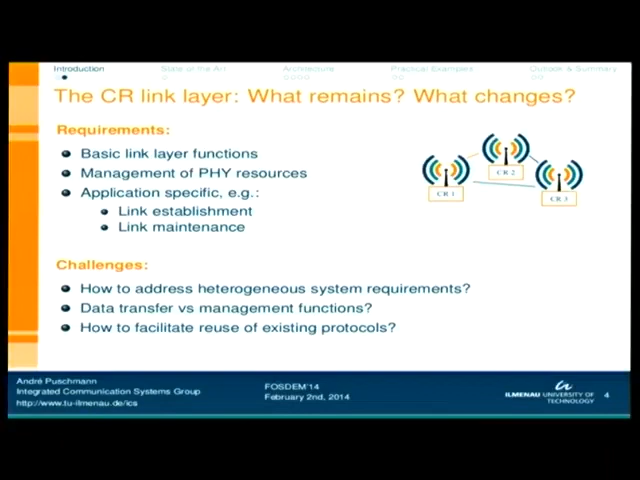 Introduction State of the Art Architecture Practical Examples Outlook & Summary
The CR link layer: What remains? What changes?
Requirements:
Basic link layer functions
Management of PHY resources
Application specific, e.g.:
Link establishment
Link maintenance
CR 1
CR 2
CR 3
Challenges:
How to address heterogeneous system requirements?
Data transfer vs management functions?
How to facilitate reuse of existing protocols?
André Puschmann
Integrated Communication Systems Group
http://www.tu-ilmenau.de/ics
FOSDEM'14
February 2nd, 2014
ILMENAU UNIVERSITY OF
TECHNOLOGY
4